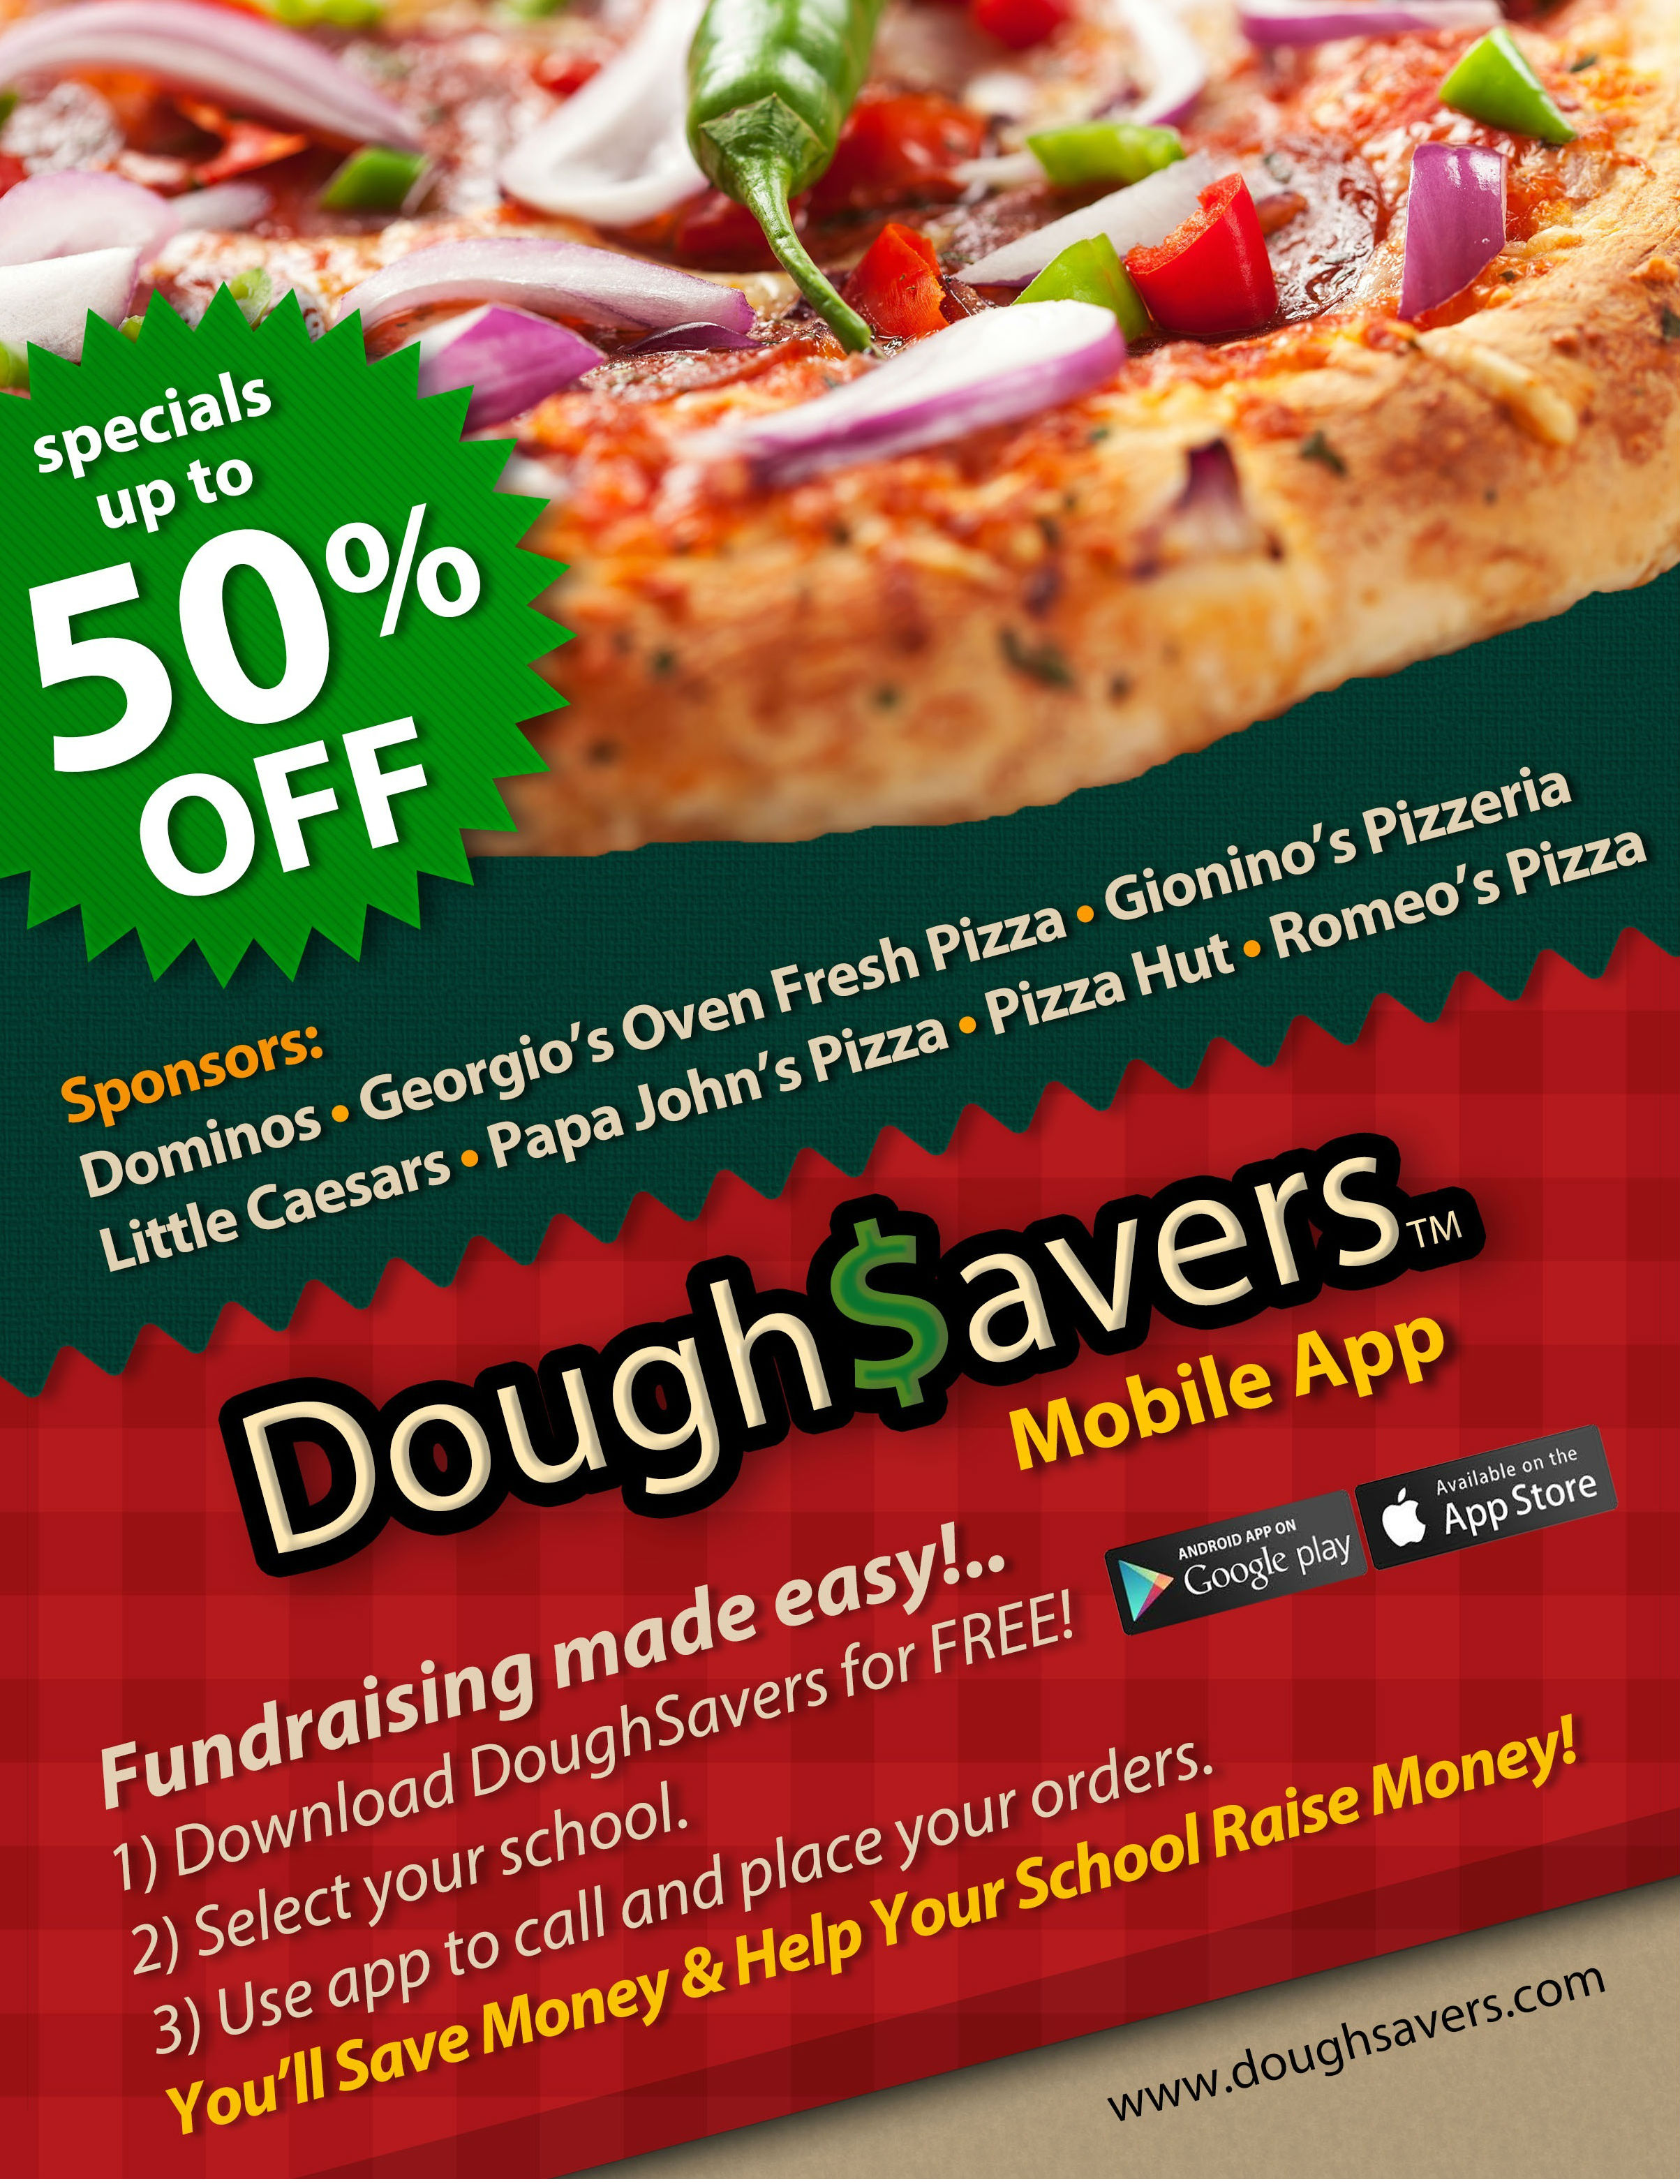 specials
up to
50%
OFF
Sponsors:
Dominos • Georgio's Oven Fresh Pizza • Gionino's Pizzeria
Little Caesars • Papa John's Pizza • Pizza Hut • Romeo's Pizza
Dough$avers TM
Mobile App
ANDROID APP ON
Google play
Available on the
App Store
Fundraising made easy!..
1) Download DoughSavers for FREE!
2) Select your school.
3) Use app to call and place your orders.
You'll Save Money & Help Your School Raise Money!
www.doughsavers.com